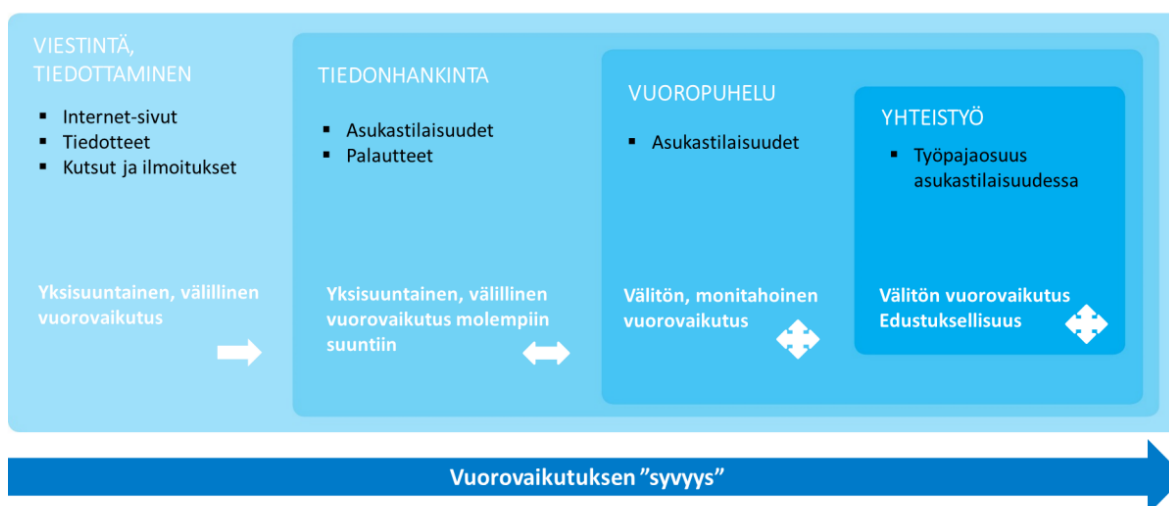 VIESTINTÄ,
TIEDOTTAMINEN
▪ Internet-sivut
▪ Tiedotteet
▪ Kutsut ja ilmoitukset
Yksisuuntainen, välillinen
vuorovaikutus
TIEDONHANKINTA
▪ Asukastilaisuudet
▪ Palautteet
Yksisuuntainen, välillinen
vuorovaikutus molempiin
suuntiin
VUOROPUHELU
▪ Asukastilaisuudet
Välitön, monitahoinen
vuorovaikutus
YHTEISTYÖ
▪ Työpajaosuus
asukastilaisuudessa
Välitön vuorovaikutus
Edustuksellisuus
Vuorovaikutuksen ”syvyys”